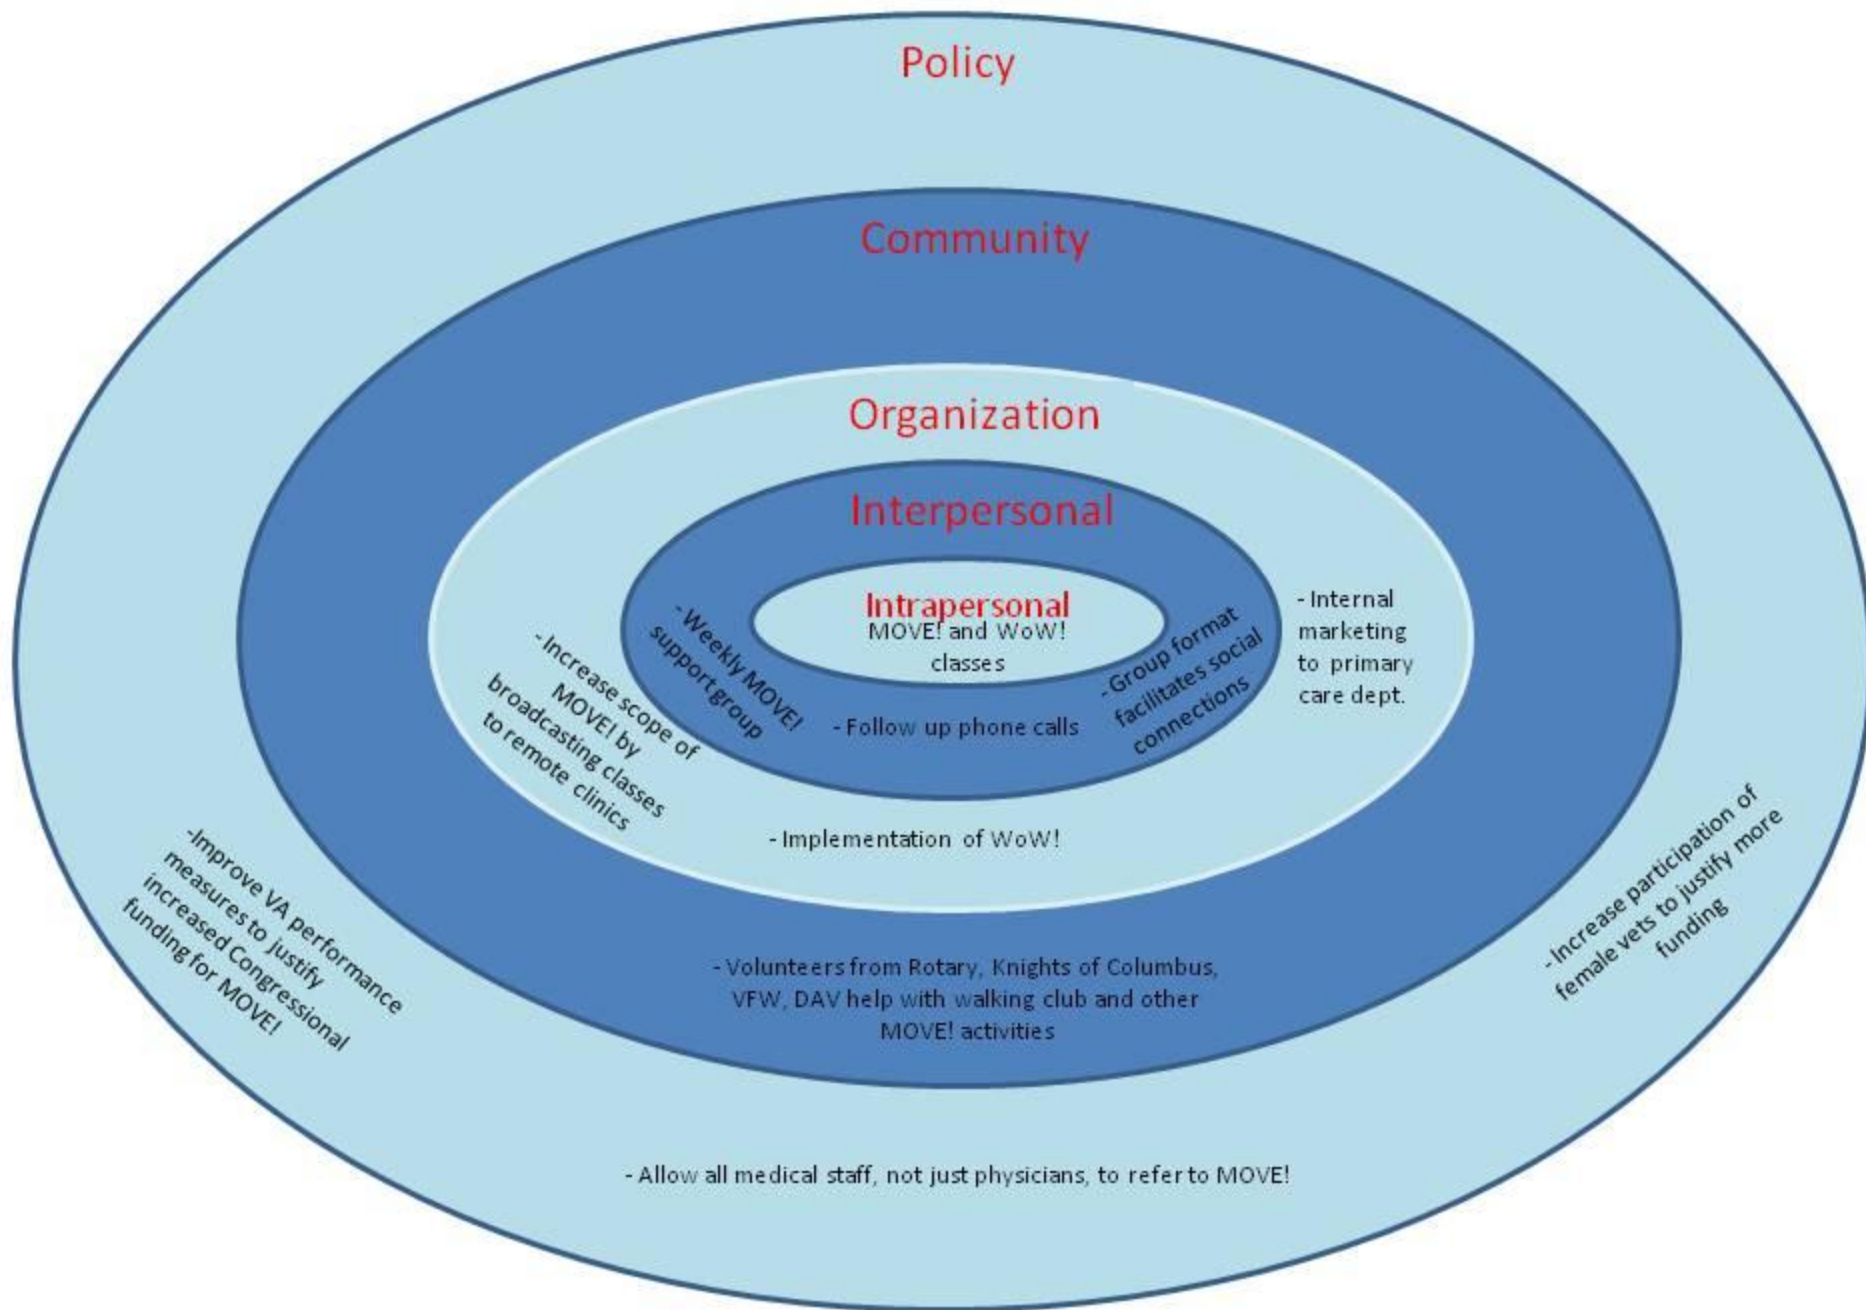 Policy
Community
Organization
Interpersonal
Intrapersonal
MOVE! and WoW!
classes
- Weekly MOVE!
support group
- Follow up phone calls
- Group format
facilitates social
connections
- Increase scope of
MOVE! by
broadcasting classes
to remote clinics
- Implementation of WoW!
- Internal
marketing
to primary
care dept.
- Volunteers from Rotary, Knights of Columbus,
VFW, DAV help with walking club and other
MOVE! activities
-Improve VA performance
measures to justify
increased Congressional
funding for MOVE!
- Allow all medical staff, not just physicians, to refer to MOVE!
- Increase participation of
female vets to justify more
funding